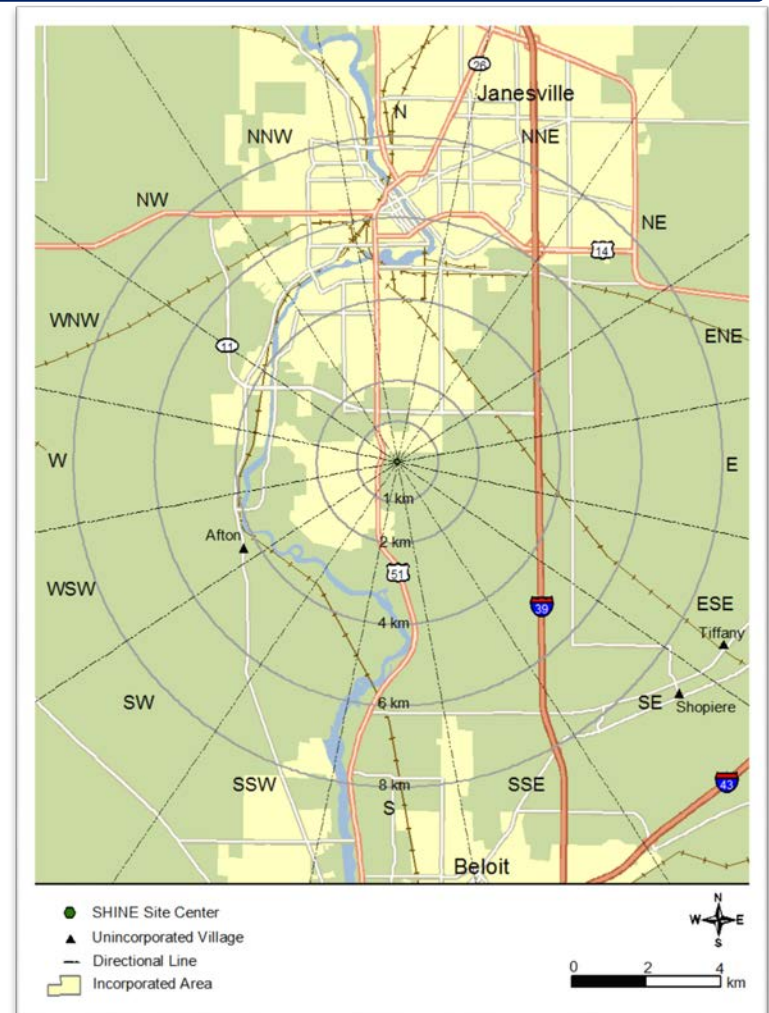 26
Janesville
N
NNW
NNE
NW
NE
14
WNW
ENE
11
W
E
1 km
Afton
2 km
51
WSW
39
ESE
4 km
Tiffany
SW
6 km
SE
Shopiere
SSW
8 km
SSE
43
S
Beloit
SHINE Site Center
Unincorporated Village
Directional Line
Incorporated Area
N
W E
S
0 2 4
km